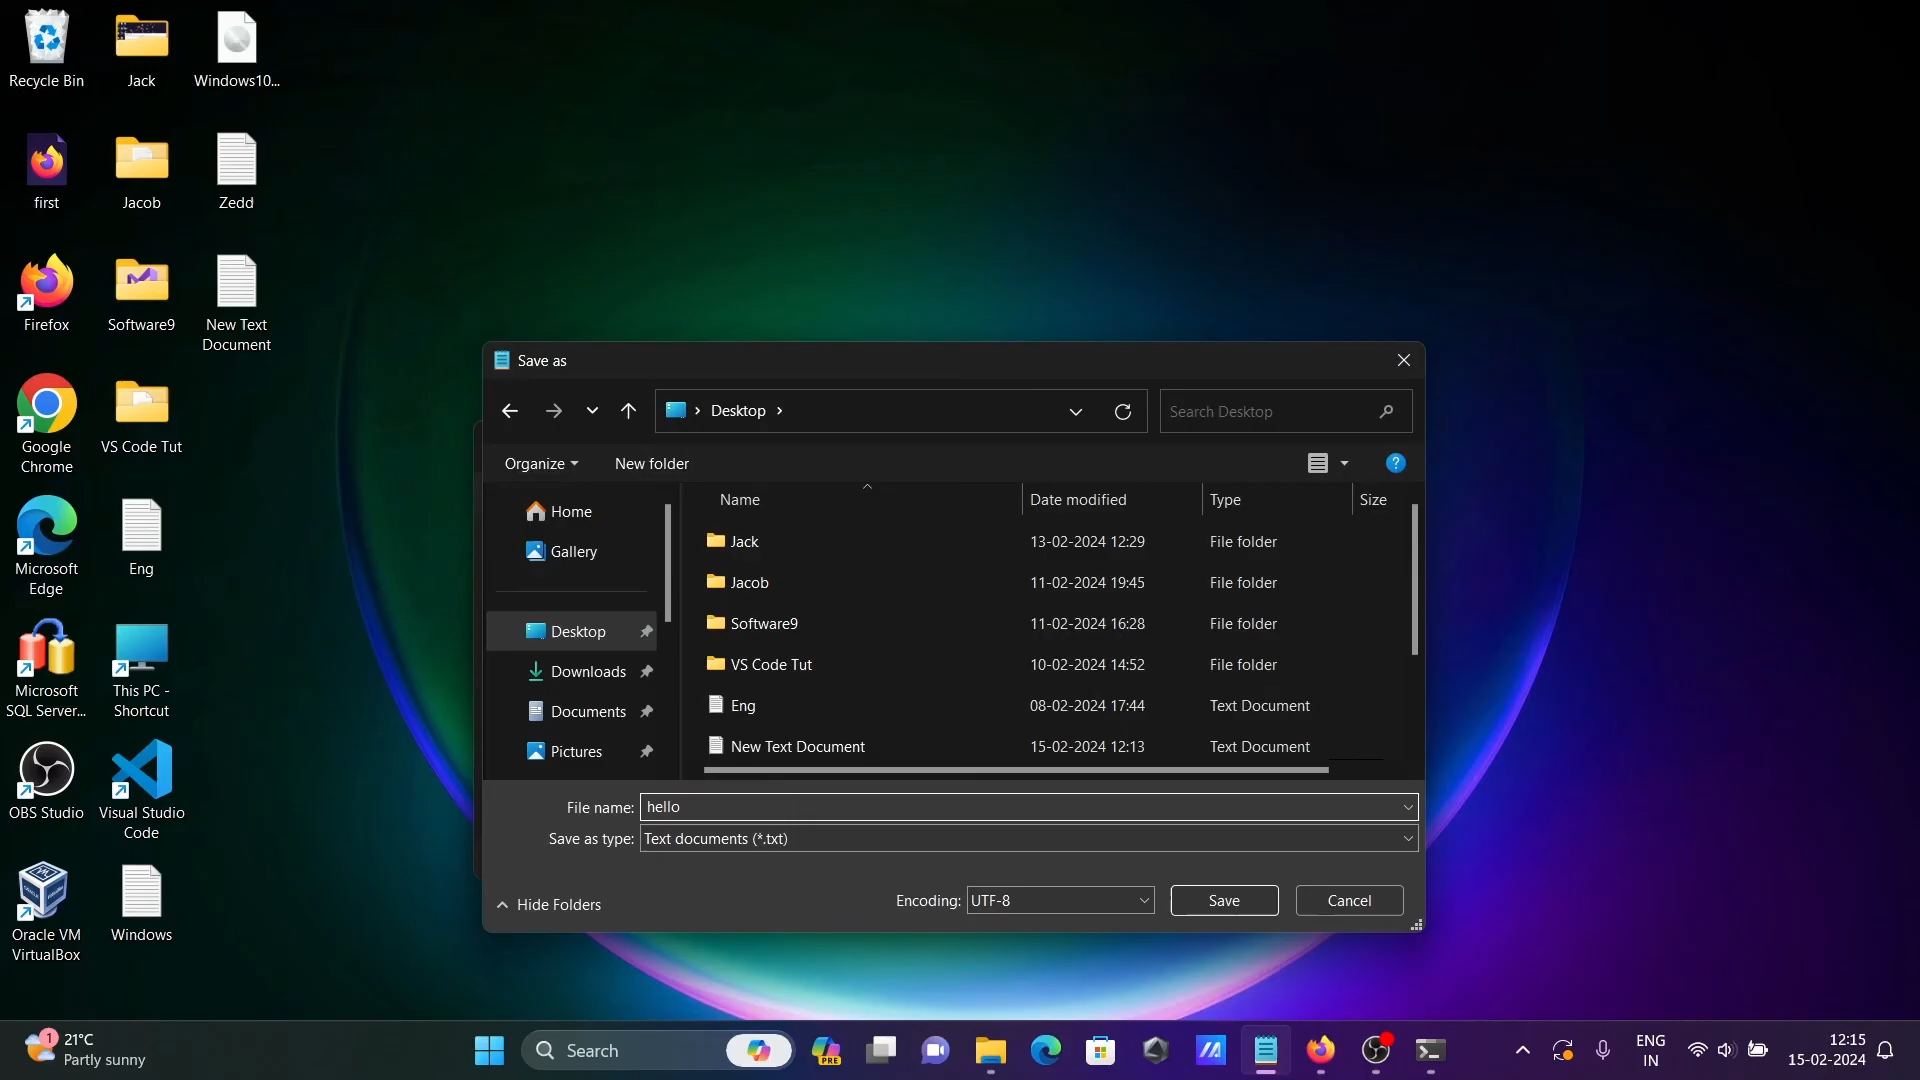 Recycle Bin
Jack
Windows10...
first
Jacob
Zedd
Firefox
Software9
New Text
Document
Google
Chrome
VS Code Tut
Microsoft
Edge
Eng
Microsoft
SQL Server...
This PC -
Shortcut
OBS Studio
Visual Studio
Code
Oracle VM
VirtualBox
Windows
Save as
Desktop
Search Desktop
Organize
New folder
Home
Gallery
Desktop
Downloads
Documents
Pictures
Name Date modified Type Size
Jack 13-02-2024 12:29 File folder
Jacob 11-02-2024 19:45 File folder
Software9 11-02-2024 16:28 File folder
VS Code Tut 10-02-2024 14:52 File folder
Eng 08-02-2024 17:44 Text Document
New Text Document 15-02-2024 12:13 Text Document
File name: hello
Save as type: Text documents (*.txt)
Hide Folders
Encoding: UTF-8
Save
Cancel
1
21°C
Partly sunny
Search
PRE
ENG
IN
12:15
15-02-2024